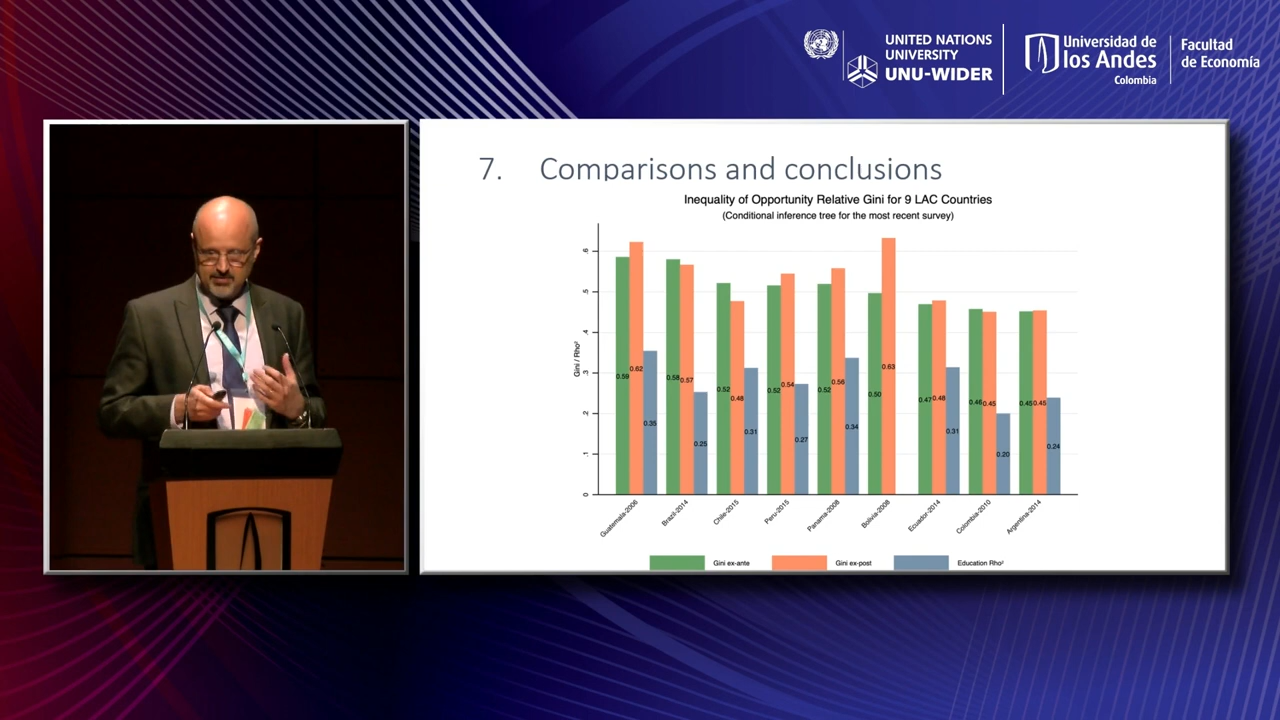 UNITED NATIONS
UNIVERSITY
UNU-WIDER
Universidad de
los Andes
Colombia
Facultad
de Economía
7. Comparisons and conclusions
Inequality of Opportunity Relative Gini for 9 LAC Countries
(Conditional inference tree for the most recent survey)
Gini / Rho²
.6
.5
.4
.3
.2
.1
0
0.59 0.62 0.35
0.58 0.57 0.25
0.52 0.48 0.31
0.52 0.54 0.27
0.52 0.56 0.34
0.50 0.63
0.47 0.48 0.31
0.46 0.45 0.20
0.45 0.45 0.24
Guatemala-2006
Brazil-2014
Chile-2015
Peru-2015
Panama-2008
Bolivia-2008
Ecuador-2014
Colombia-2010
Argentina-2014
Gini ex-ante
Gini ex-post
Education Rho²